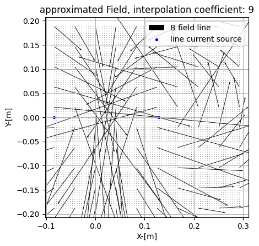 approximated Field, interpolation coefficient: 9
B field line
line current source
Y-[m]
0.20
0.15
0.10
0.05
0.00
−0.05
−0.10
−0.15
−0.20
−0.1
0.0
0.1
0.2
0.3
X-[m]